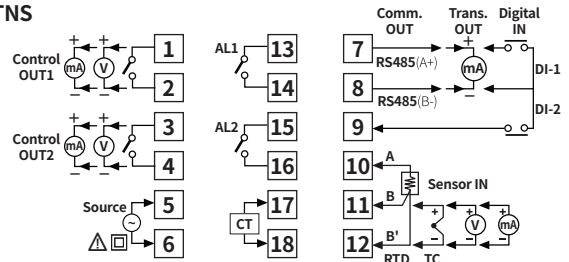 TNS
Control
OUT1
+ +
mA V
− −
1
2
AL1
13
14
Control
OUT2
+ +
mA V
− −
3
4
AL2
15
16
Source
~
5
6
CT
17
18
Comm. Trans. Digital
OUT OUT IN
7
RS485(A+)
+
mA
−
8
RS485(B-)
DI-1
DI-2
9
10
A
Sensor IN
11
B
+ + +
V mA
− − −
12
B'
RTD TC